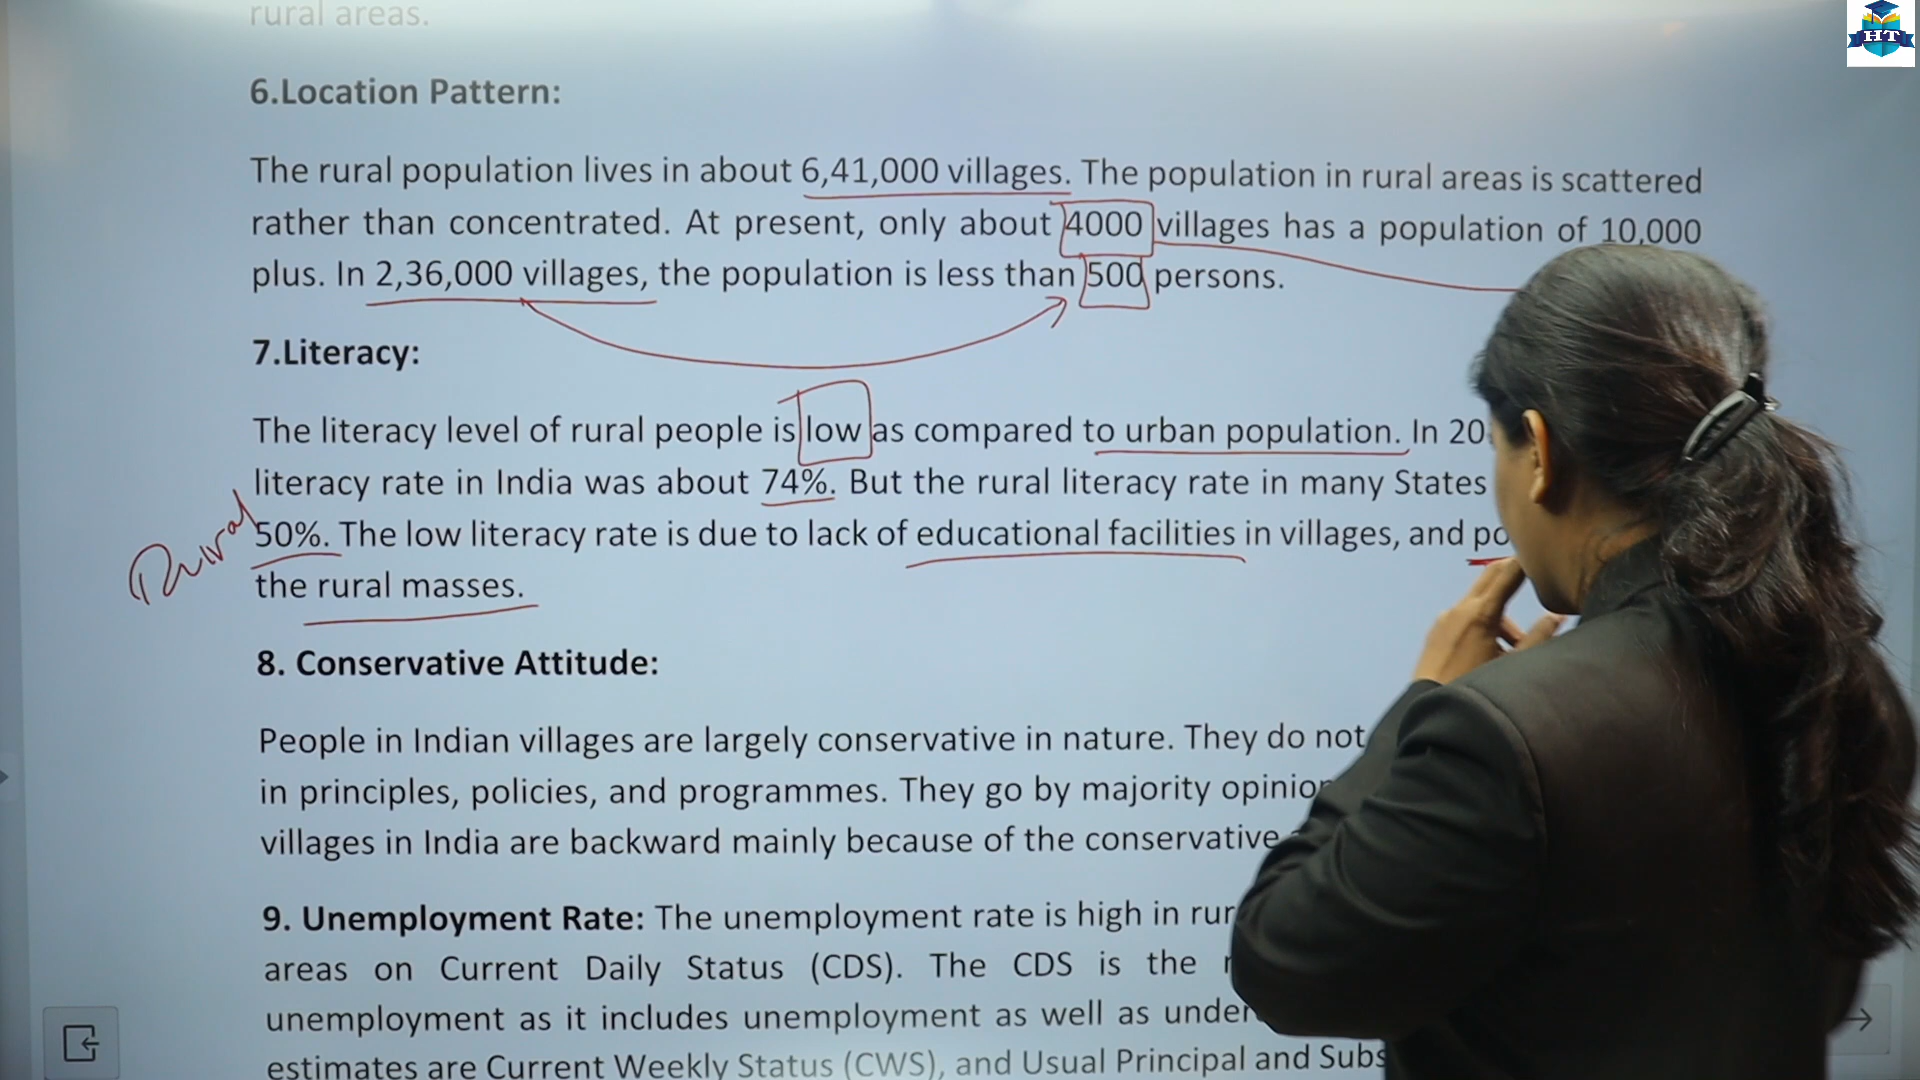 rural areas.
HT
6.Location Pattern:
The rural population lives in about 6,41,000 villages. The population in rural areas is scattered
rather than concentrated. At present, only about 4000 villages has a population of 10,000
plus. In 2,36,000 villages, the population is less than 500 persons.
7.Literacy:
The literacy level of rural people is low as compared to urban population. In 20
literacy rate in India was about 74%. But the rural literacy rate in many States
Rural
50%. The low literacy rate is due to lack of educational facilities in villages, and po
the rural masses.
8. Conservative Attitude:
People in Indian villages are largely conservative in nature. They do not
in principles, policies, and programmes. They go by majority opinion
villages in India are backward mainly because of the conservative
9. Unemployment Rate: The unemployment rate is high in rur
areas on Current Daily Status (CDS). The CDS is the
unemployment as it includes unemployment as well as under
estimates are Current Weekly Status (CWS), and Usual Principal and Subs